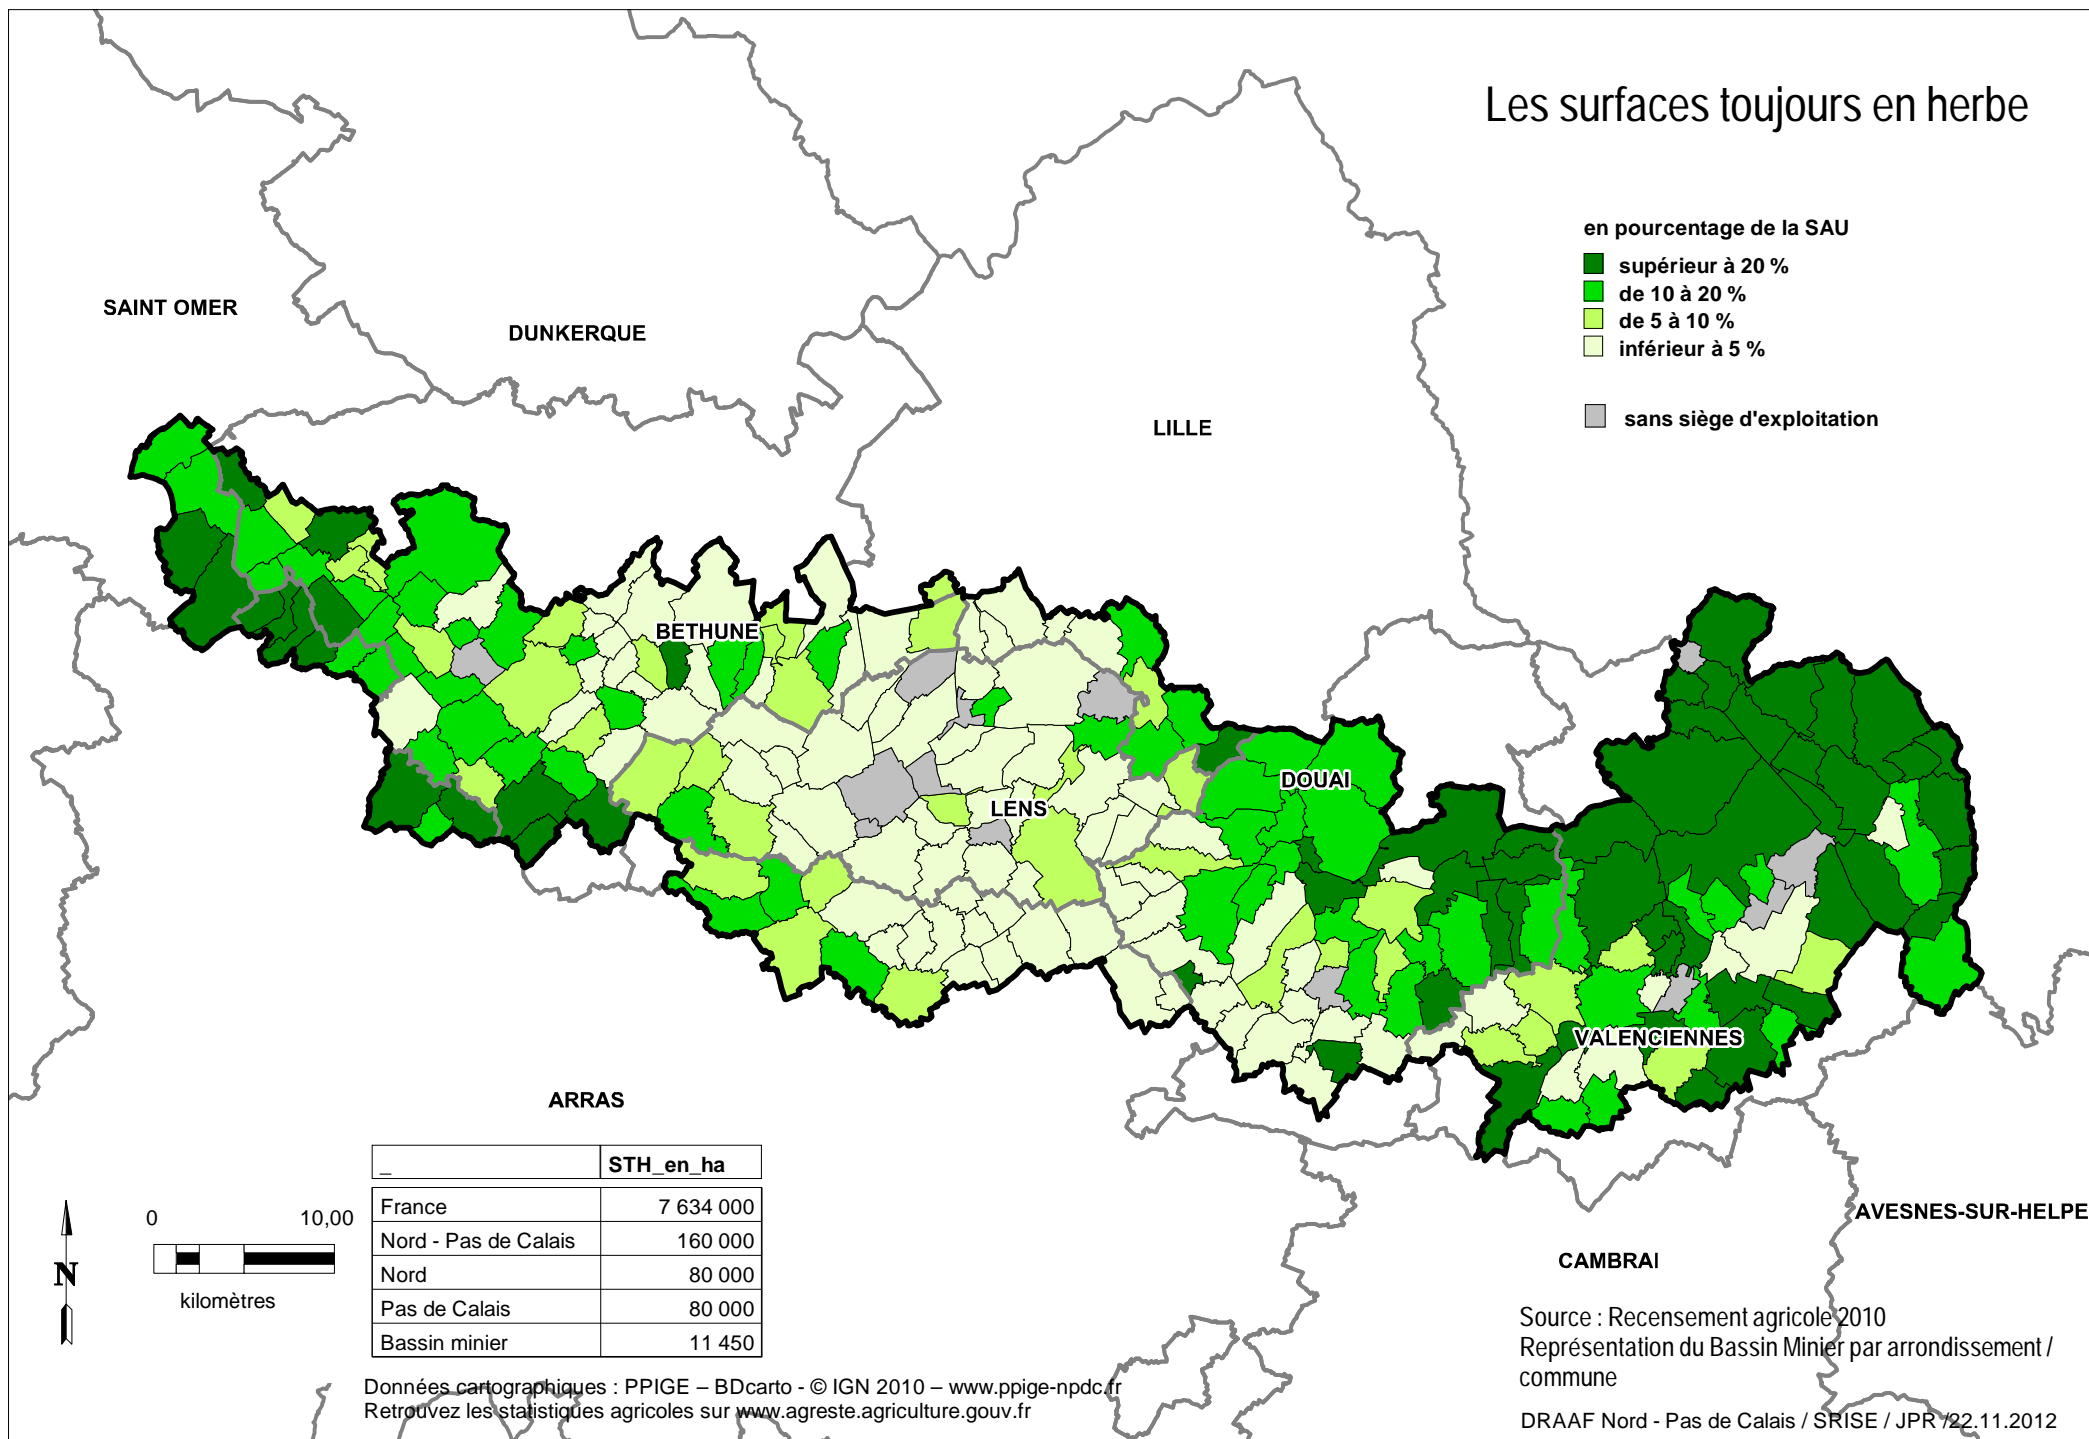 Les surfaces toujours en herbe
en pourcentage de la SAU
supérieur à 20 %
de 10 à 20 %
de 5 à 10 %
inférieur à 5 %
sans siège d'exploitation
SAINT OMER
DUNKERQUE
LILLE
BETHUNE
DOUAI
LENS
VALENCIENNES
ARRAS
AVESNES-SUR-HELPE
CAMBRAI
_ STH_en_ha
France 7 634 000
Nord - Pas de Calais 160 000
Nord 80 000
Pas de Calais 80 000
Bassin minier 11 450
0 10,00
kilomètres
N
Source : Recensement agricole 2010
Représentation du Bassin Minier par arrondissement /
commune
Données cartographiques : PPIGE – BDcarto - © IGN 2010 – www.ppige-npdc.fr
Retrouvez les statistiques agricoles sur www.agreste.agriculture.gouv.fr
DRAAF Nord - Pas de Calais / SRISE / JPR /22.11.2012